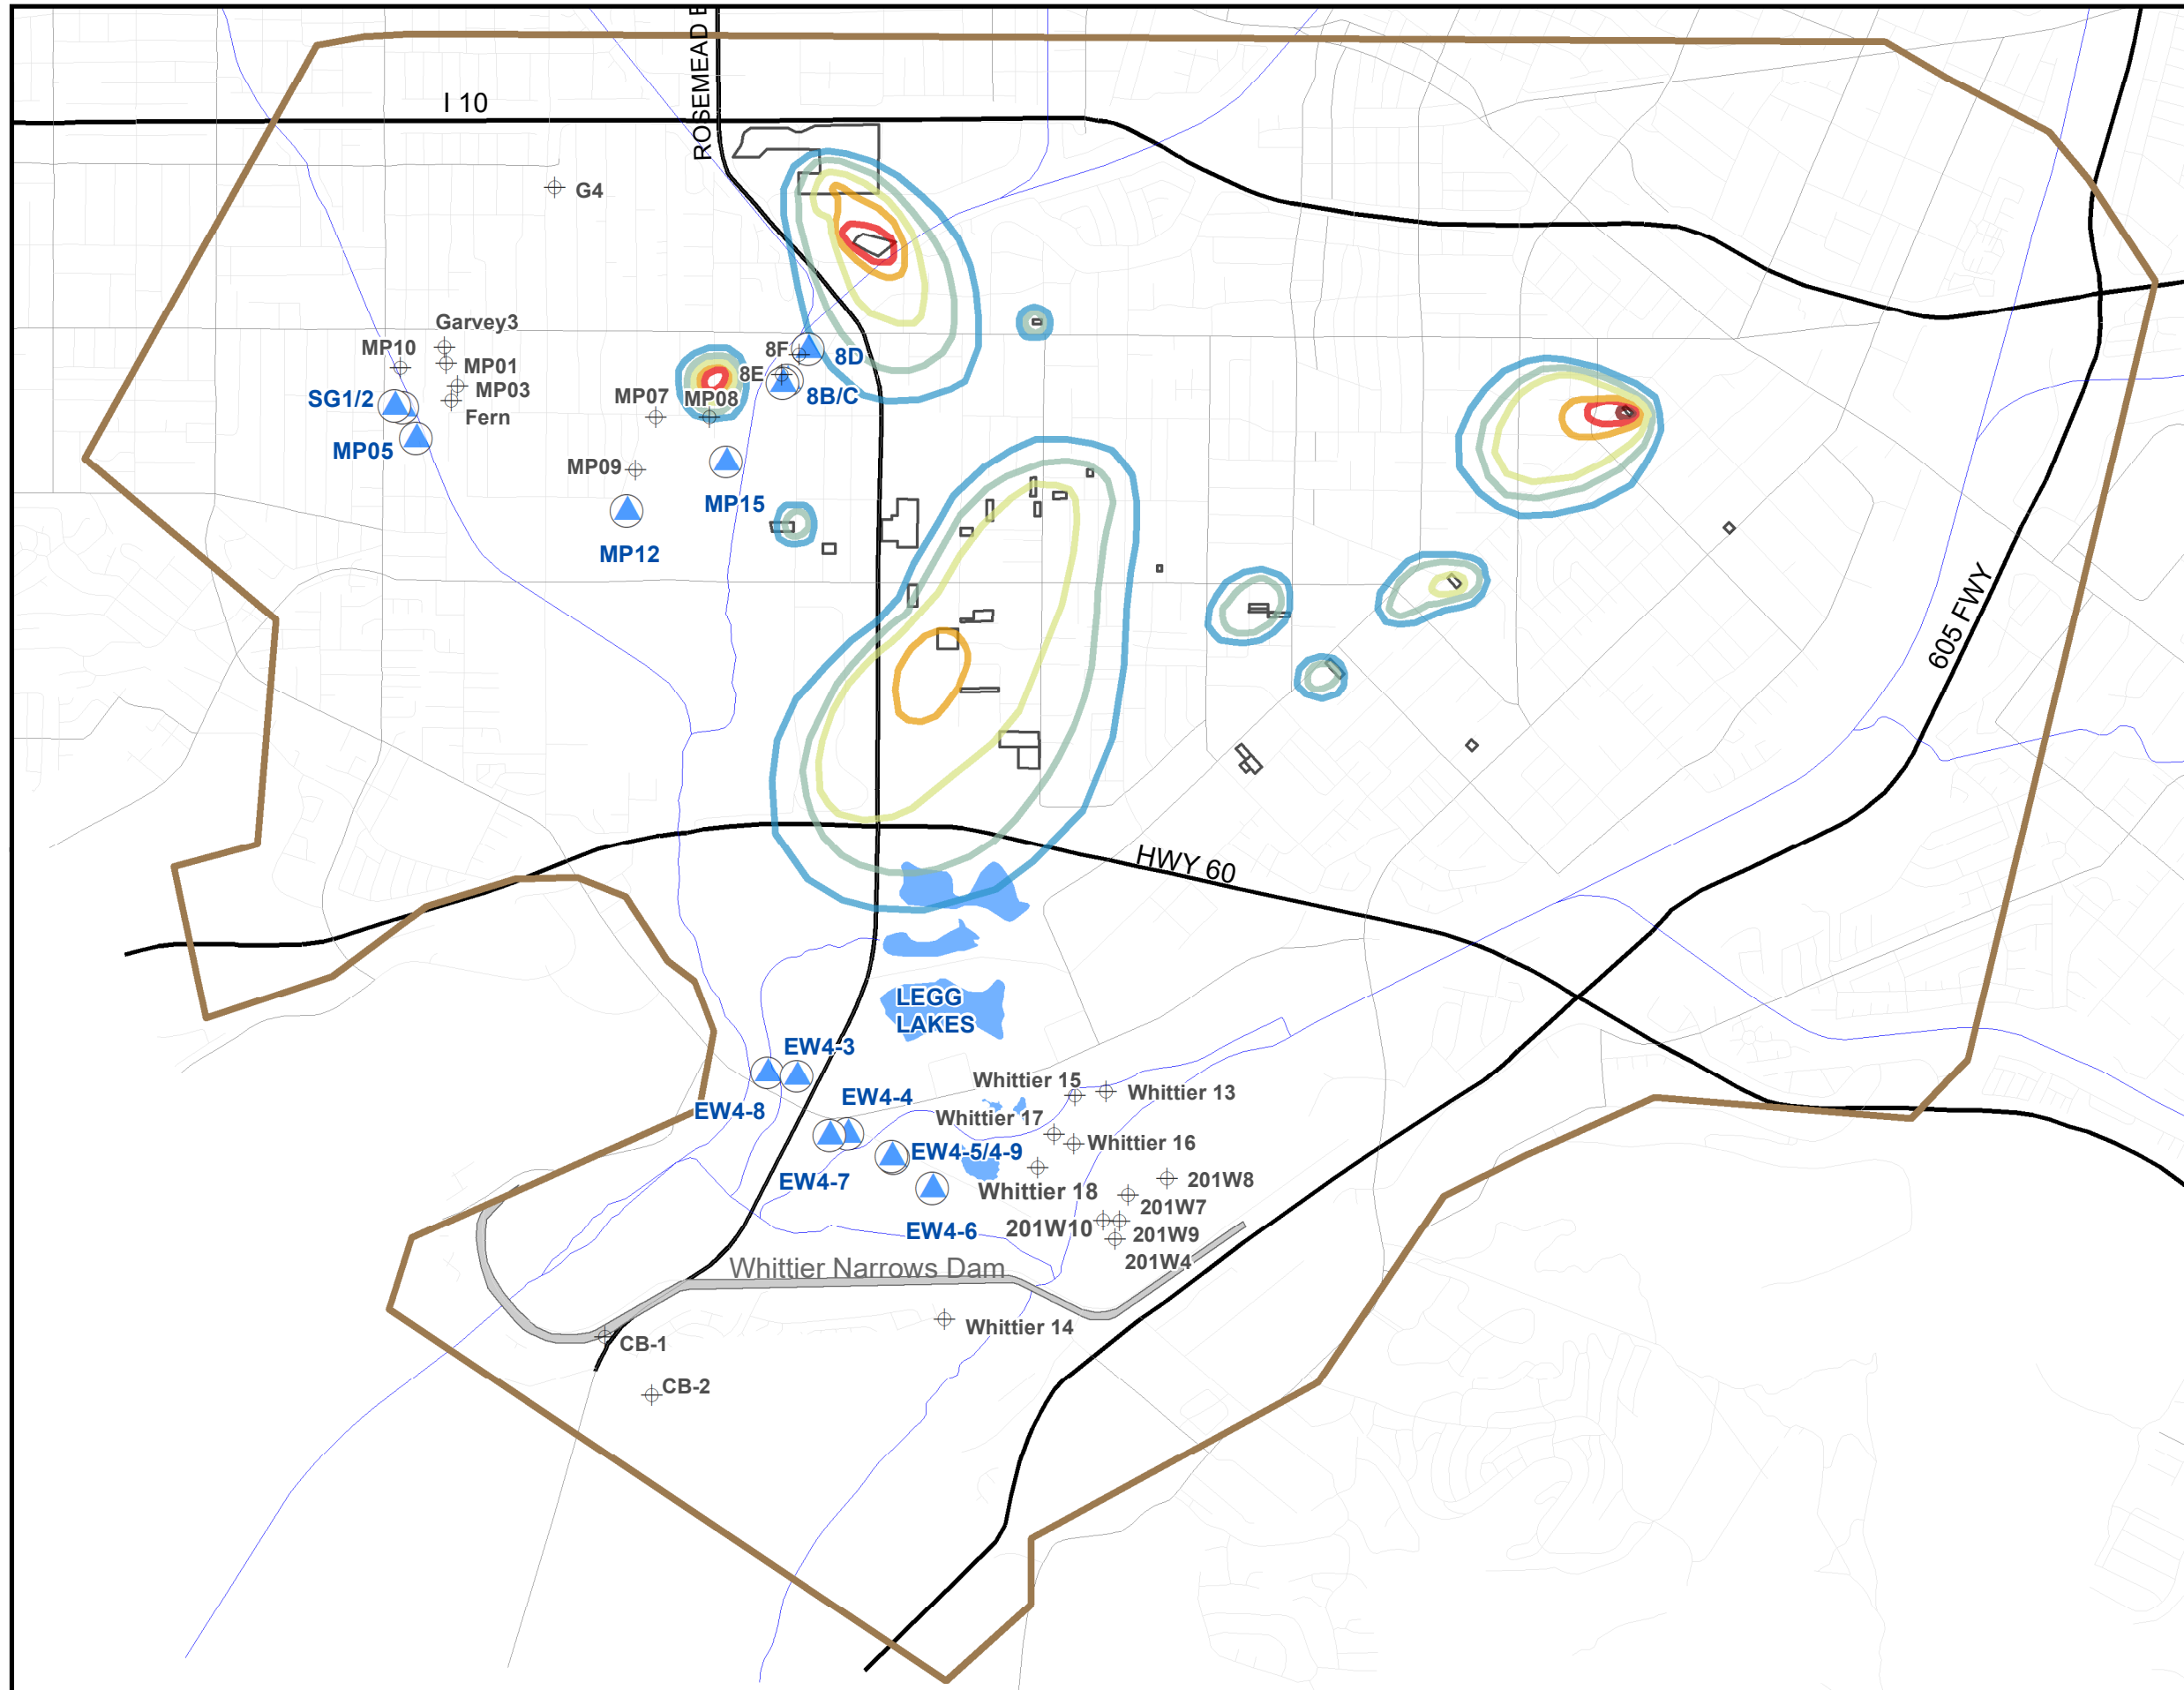 ROSEMEAD
I 10
G4
Garvey3
MP10
MP01
MP03
Fern
SG1/2
MP05
MP07
MP08
8F
8D
8E
8B/C
MP09
MP15
MP12
605 FWY
HWY 60
LEGG
LAKES
EW4-3
EW4-8
EW4-4
Whittier 15
Whittier 13
Whittier 17
Whittier 16
EW4-5/4-9
EW4-7
Whittier 18
201W8
201W7
EW4-6
201W10
201W9
201W4
Whittier Narrows Dam
Whittier 14
CB-1
CB-2